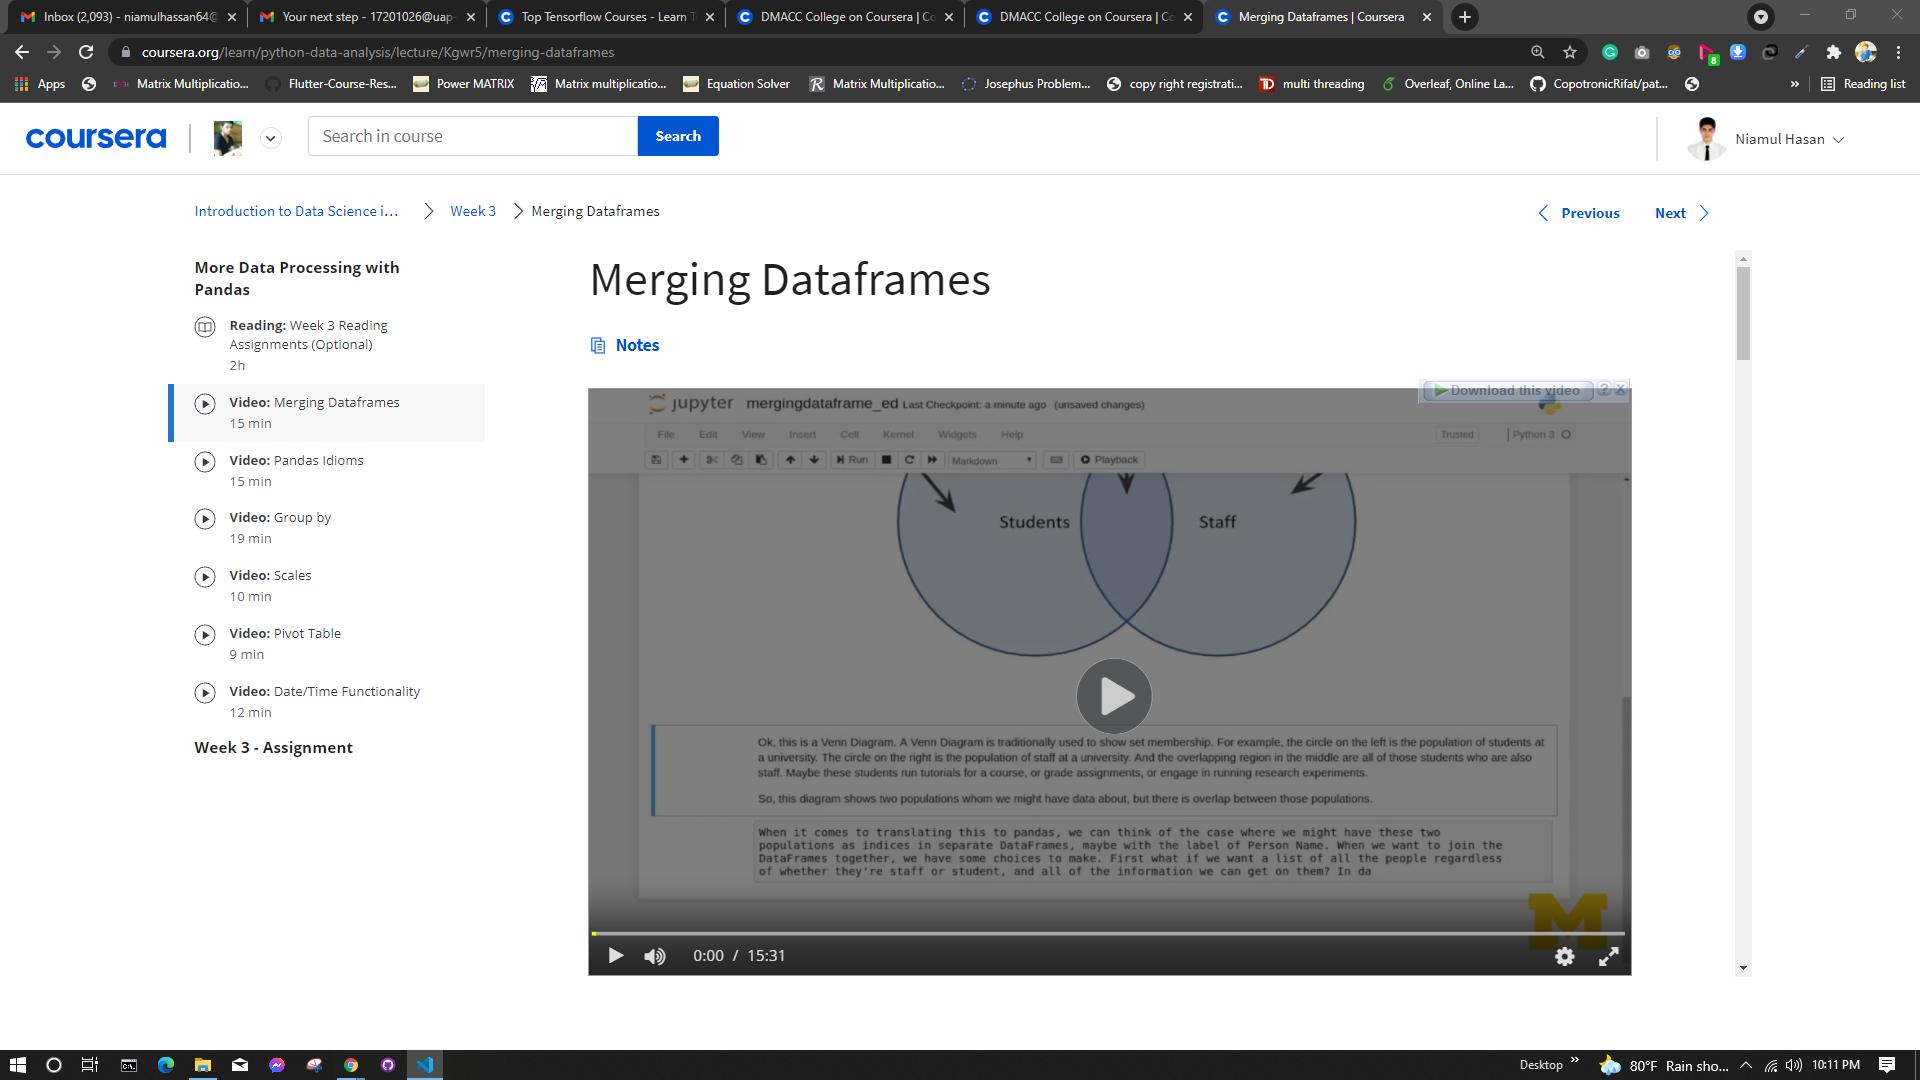 Inbox (2,093) - niamulhassan64@
Your next step - 17201026@uap-
Top Tensorflow Courses - Learn T
DMACC College on Coursera | Co
DMACC College on Coursera | Co
Merging Dataframes | Coursera
coursera.org/learn/python-data-analysis/lecture/Kgwr5/merging-dataframes
8
Apps
Matrix Multiplicatio...
Flutter-Course-Res...
Power MATRIX
Matrix multiplicatio...
Equation Solver
Matrix Multiplicatio...
Josephus Problem...
copy right registrati...
multi threading
Overleaf, Online La...
CopotronicRifat/pat...
»
Reading list
coursera
Search in course
Search
Niamul Hasan
Introduction to Data Science i...
Week 3
Merging Dataframes
Previous
Next
More Data Processing with
Pandas
Reading: Week 3 Reading
Assignments (Optional)
2h
Video: Merging Dataframes
15 min
Video: Pandas Idioms
15 min
Video: Group by
19 min
Video: Scales
10 min
Video: Pivot Table
9 min
Video: Date/Time Functionality
12 min
Week 3 - Assignment
Merging Dataframes
Notes
Download this video ? X
jupyter mergingdataframe_ed Last Checkpoint: a minute ago (unsaved changes)
File Edit View Insert Cell Kernel Widgets Help
Trusted
Python 3
Run
Markdown
Playback
Students
Staff
Ok, this is a Venn Diagram. A Venn Diagram is traditionally used to show set membership. For example, the circle on the left is the population of students at
a university. The circle on the right is the population of staff at a university. And the overlapping region in the middle are all of those students who are also
staff. Maybe these students run tutorials for a course, or grade assignments, or engage in running research experiments.
So, this diagram shows two populations whom we might have data about, but there is overlap between those populations.
When it comes to translating this to pandas, we can think of the case where we might have these two
populations as indices in separate DataFrames, maybe with the label of Person Name. When we want to join the
DataFrames together, we have some choices to make. First what if we want a list of all the people regardless
of whether they're staff or student, and all of the information we can get on them? In da
M
0:00 / 15:31
Desktop
»
80°F Rain sho...
10:11 PM